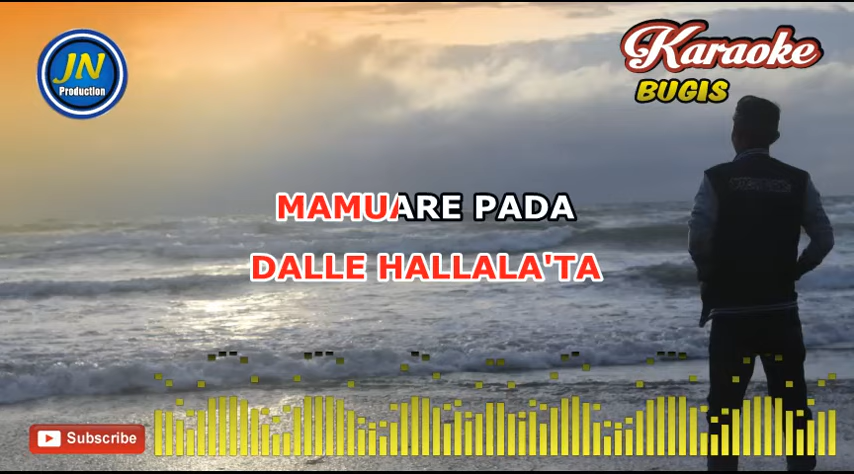 JN
Production
Karaoke
BUGIS
MAMUARE PADA
DALLE HALLALA'TA
Subscribe